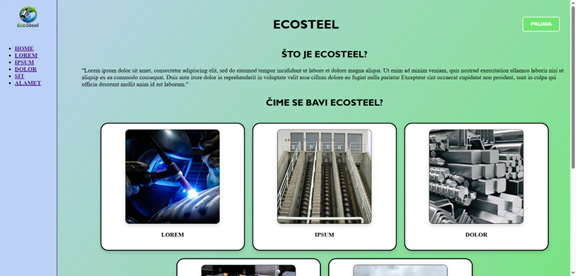 EcoSteel
HOME
LOREM
IPSUM
DOLOR
SIT
ALAMET
ECOSTEEL
PRIJAVA
ŠTO JE ECOSTEEL?
"Lorem ipsum dolor sit amet, consectetur adipiscing elit, sed do eiusmod tempor incididunt ut labore et dolore magna aliqua. Ut enim ad minim veniam, quis nostrud exercitation ullamco laboris nisi ut
aliquip ex ea commodo consequat. Duis aute irure dolor in reprehenderit in voluptate velit esse cillum dolore eu fugiat nulla pariatur Excepteur sint occaecat cupidatat non proident, sunt in culpa qui
officia deserunt mollit anim id est laborum."
ČIME SE BAVI ECOSTEEL?
LOREM
IPSUM
DOLOR